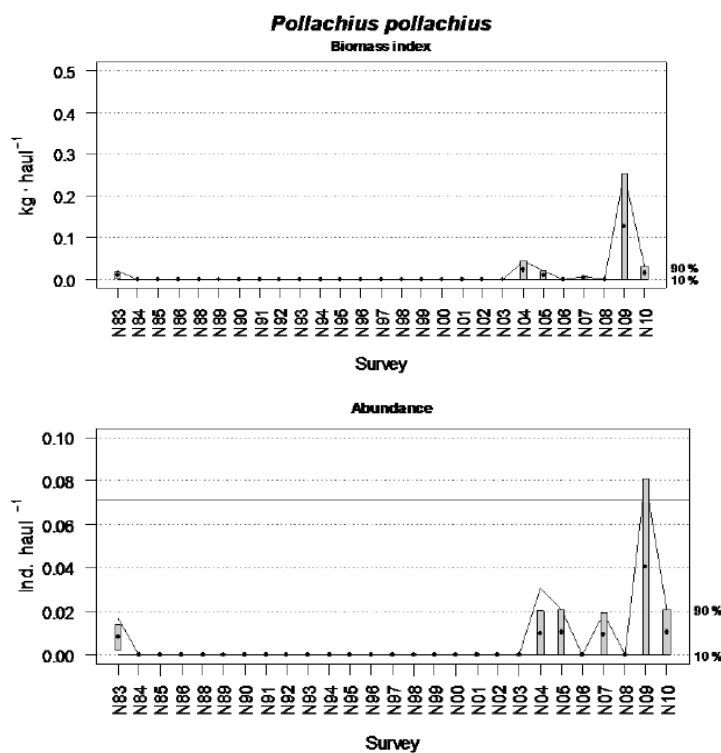 Pollachius pollachius
Biomass index
0.5
0.4
0.3
0.2
0.1
0.0
kg · haul⁻¹
90 %
10 %
N83 N84 N85 N86 N88 N89 N90 N91 N92 N93 N94 N95 N96 N97 N98 N99 N00 N01 N02 N03 N04 N05 N06 N07 N08 N09 N10
Survey
Abundance
0.10
0.08
0.06
0.04
0.02
0.00
Ind. haul ⁻¹
90 %
10 %
N83 N84 N85 N86 N88 N89 N90 N91 N92 N93 N94 N95 N96 N97 N98 N99 N00 N01 N02 N03 N04 N05 N06 N07 N08 N09 N10
Survey